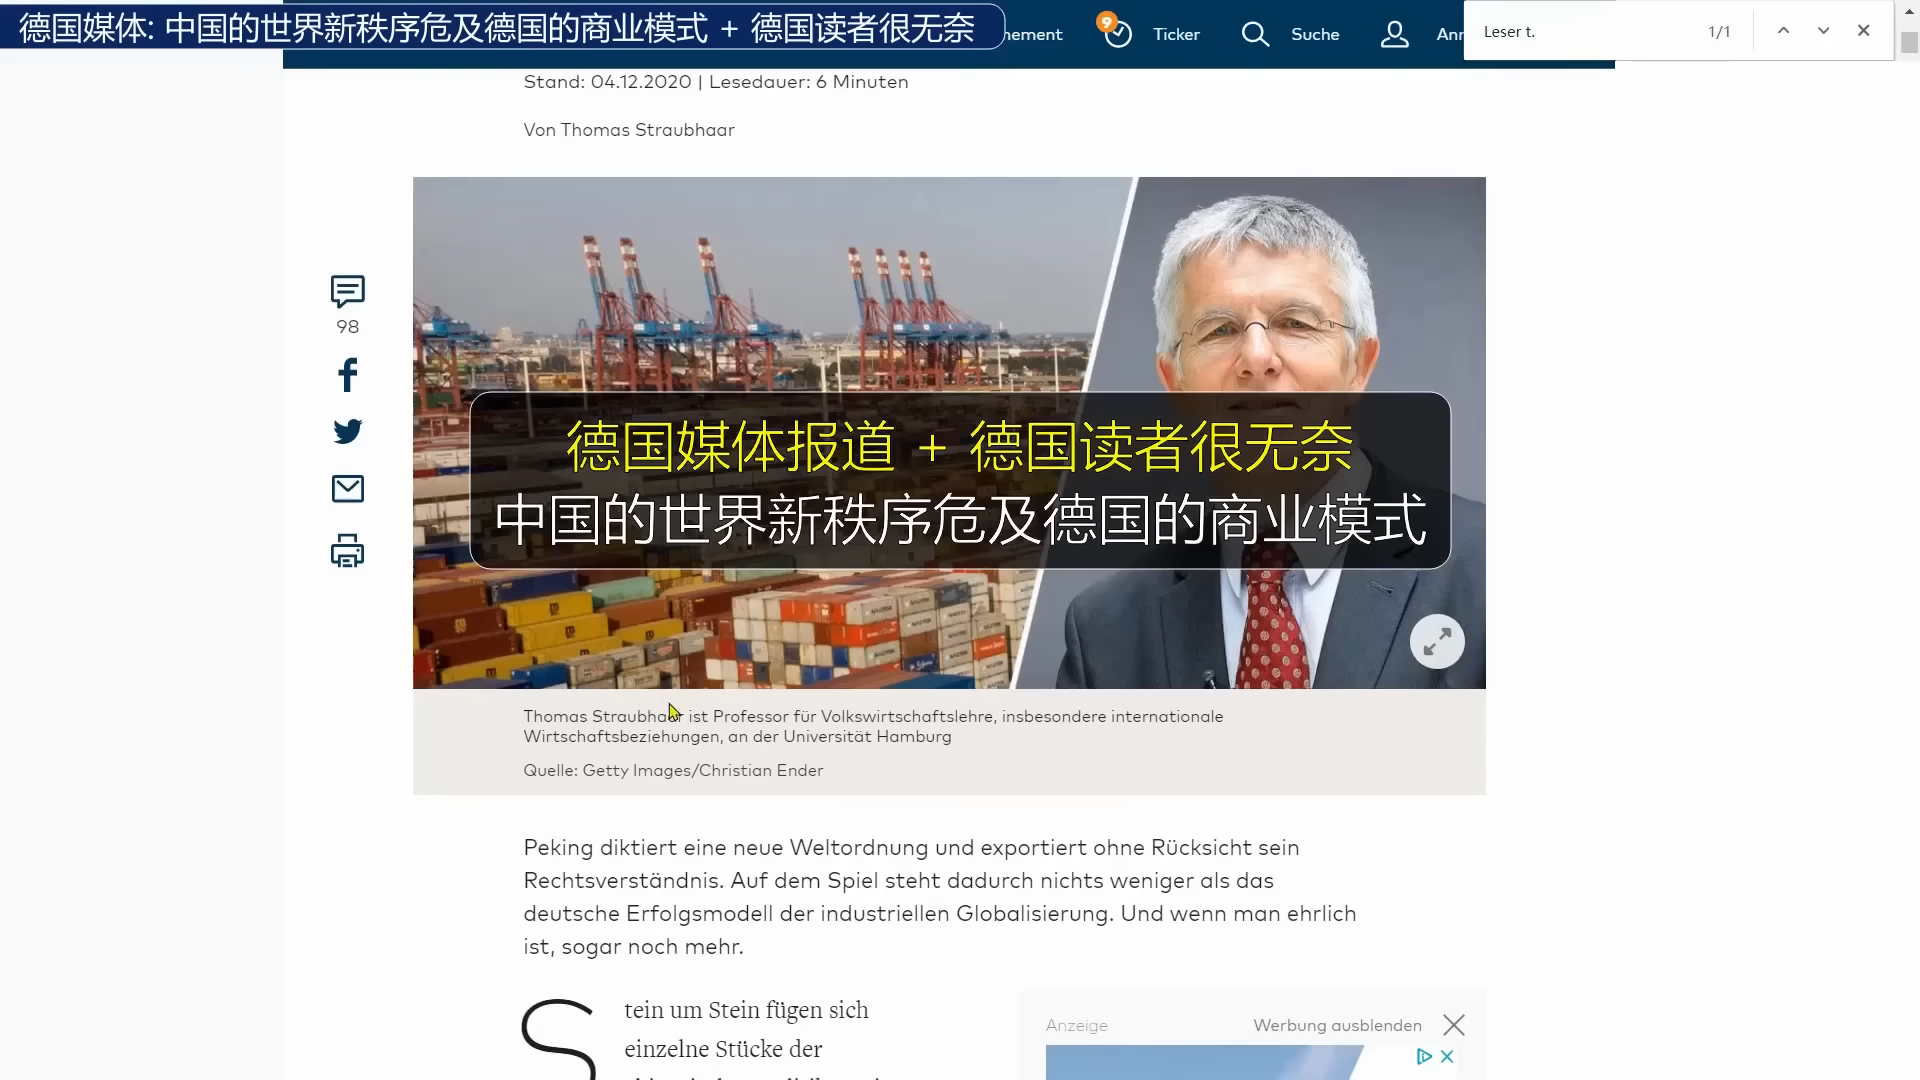 德国媒体: 中国的世界新秩序危及德国的商业模式 + 德国读者很无奈
9
Ticker
Suche
Leser t.
1/1
Stand: 04.12.2020 | Lesedauer: 6 Minuten
Von Thomas Straubhaar
98
德国媒体报道 + 德国读者很无奈
中国的世界新秩序危及德国的商业模式
Thomas Straubhaar ist Professor für Volkswirtschaftslehre, insbesondere internationale
Wirtschaftsbeziehungen, an der Universität Hamburg
Quelle: Getty Images/Christian Ender
Peking diktiert eine neue Weltordnung und exportiert ohne Rücksicht sein
Rechtsverständnis. Auf dem Spiel steht dadurch nichts weniger als das
deutsche Erfolgsmodell der industriellen Globalisierung. Und wenn man ehrlich
ist, sogar noch mehr.
Stein um Stein fügen sich
einzelne Stücke der
Anzeige
Werbung ausblenden